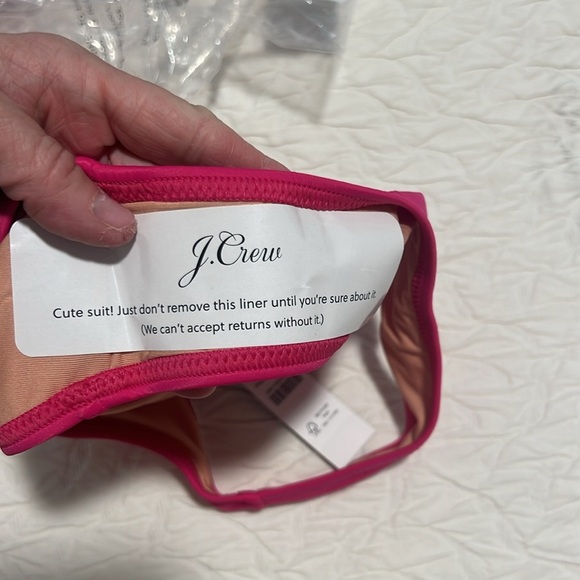 J.Crew
Cute suit! Just don't remove this liner until you're sure about it.
(We can't accept returns without it.)